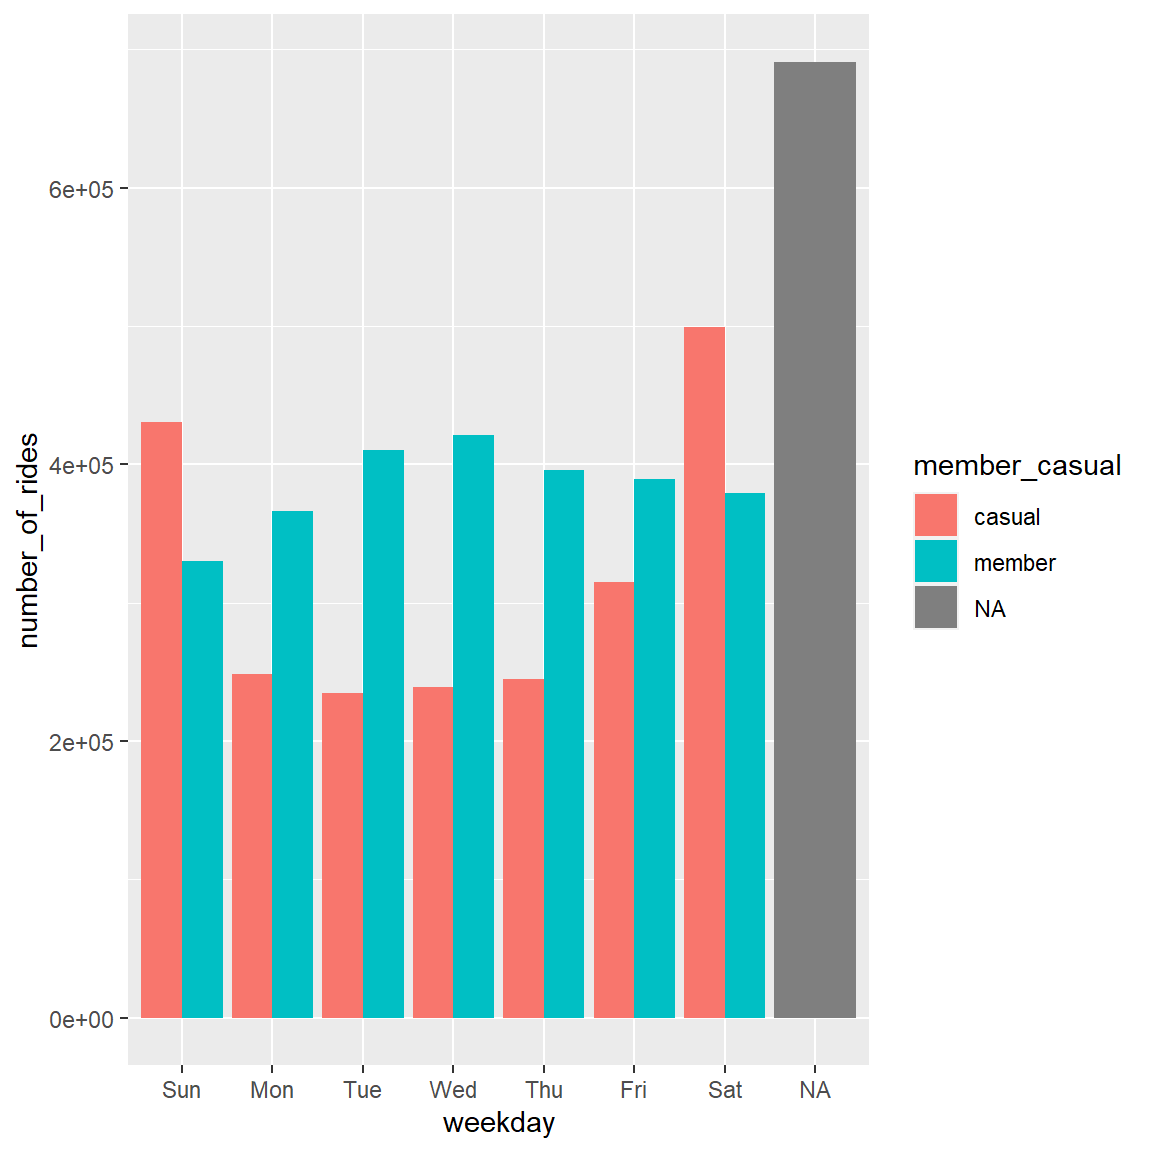 number_of_rides
6e+05
4e+05
2e+05
0e+00
Sun Mon Tue Wed Thu Fri Sat NA
weekday
member_casual
casual
member
NA